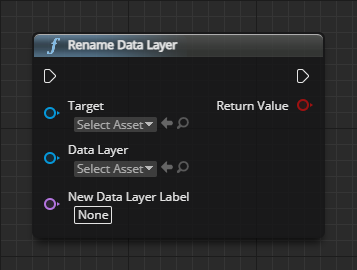 f Rename Data Layer
Target Return Value
Select Asset
Data Layer
Select Asset
New Data Layer Label
None